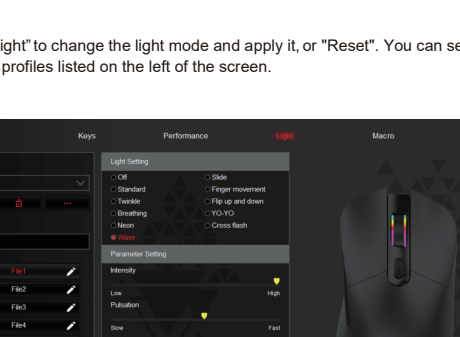 ight" to change the light mode and apply it, or "Reset". You can se
profiles listed on the left of the screen.
Keys Performance Light Macro
Light Setting
Off Slide
Standard Finger movement
Twinkle Flip up and down
Breathing YO-YO
Neon Cross flash
Wave
Parameter Setting
File1 Intensity
File2 Low High
File3 Pulsation
File4 Slow Fast